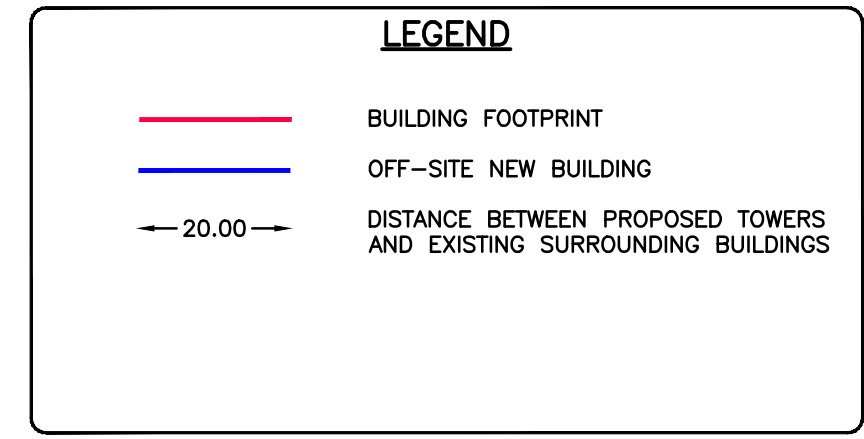 LEGEND
BUILDING FOOTPRINT
OFF-SITE NEW BUILDING
20.00
DISTANCE BETWEEN PROPOSED TOWERS
AND EXISTING SURROUNDING BUILDINGS